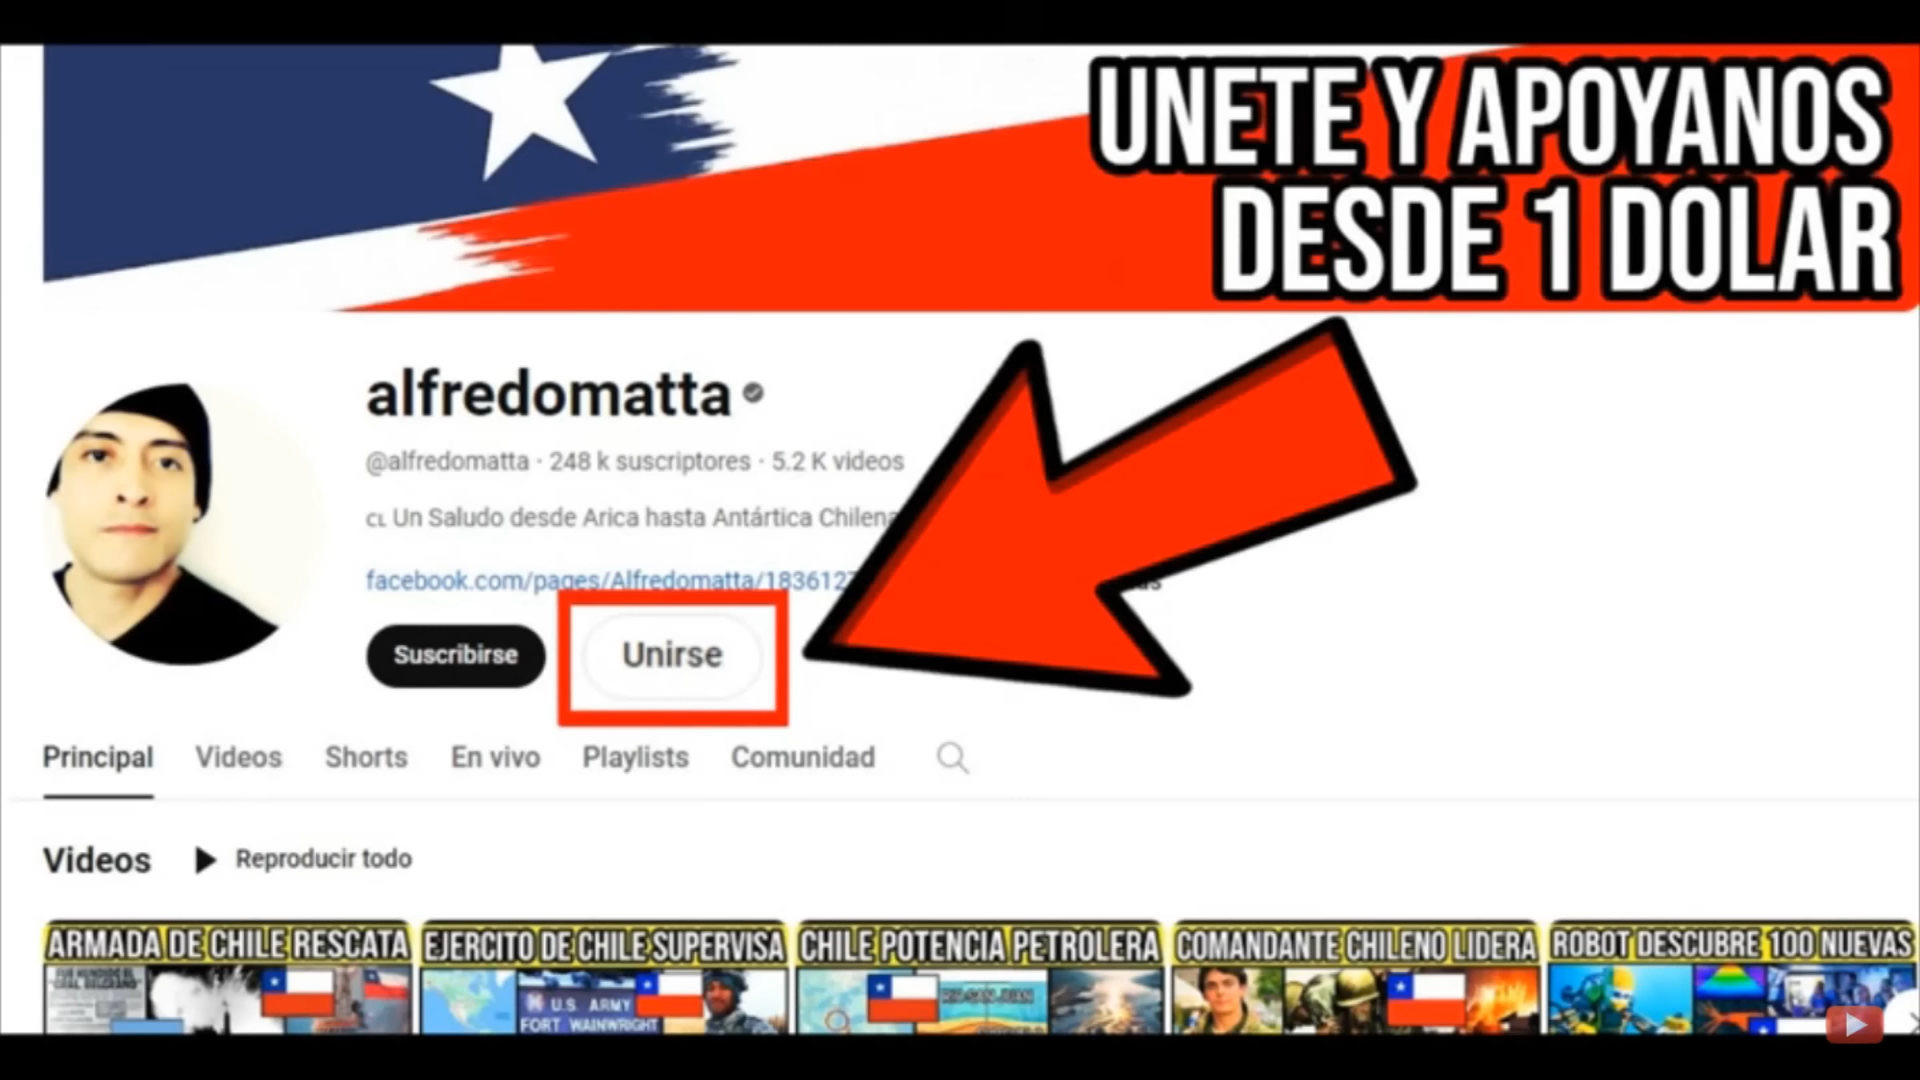 UNETE Y APOYANOS
DESDE 1 DOLAR
alfredomatta
@alfredomatta · 248 k suscriptores · 5.2 K videos
CL Un Saludo desde Arica hasta Antártica Chilena
facebook.com/pages/Alfredomatta/183612
Suscribirse
Unirse
Principal
Videos
Shorts
En vivo
Playlists
Comunidad
Videos
Reproducir todo
ARMADA DE CHILE RESCATA
EJERCITO DE CHILE SUPERVISA
CHILE POTENCIA PETROLERA
COMANDANTE CHILENO LIDERA
ROBOT DESCUBRE 100 NUEVAS
U.S. ARMY
FORT WAINWRIGHT